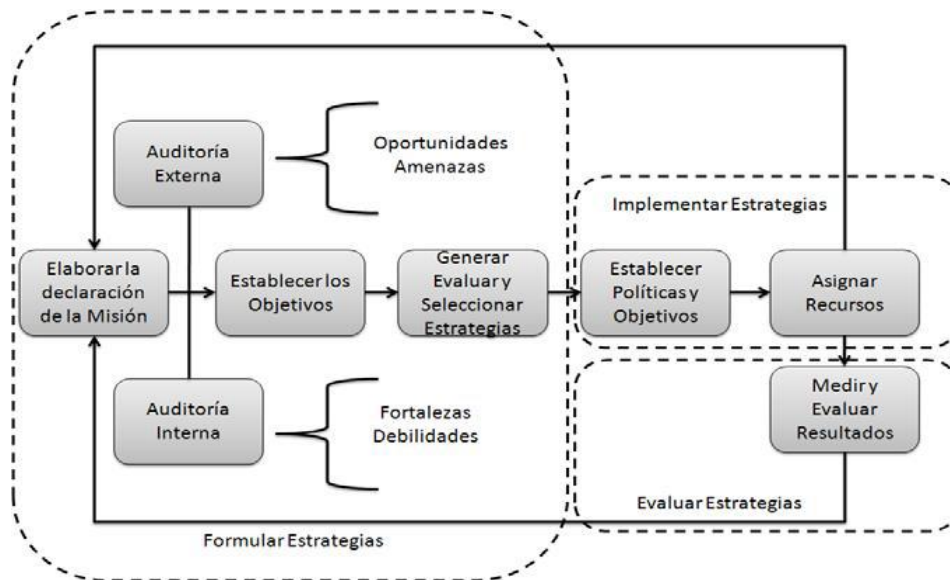 Auditoría
Externa
Oportunidades
Amenazas
Implementar Estrategias
Elaborar la
declaración
de la Misión
Establecer los
Objetivos
Generar
Evaluar y
Seleccionar
Estrategias
Establecer
Políticas y
Objetivos
Asignar
Recursos
Auditoría
Interna
Fortalezas
Debilidades
Medir y
Evaluar
Resultados
Evaluar Estrategias
Formular Estrategias